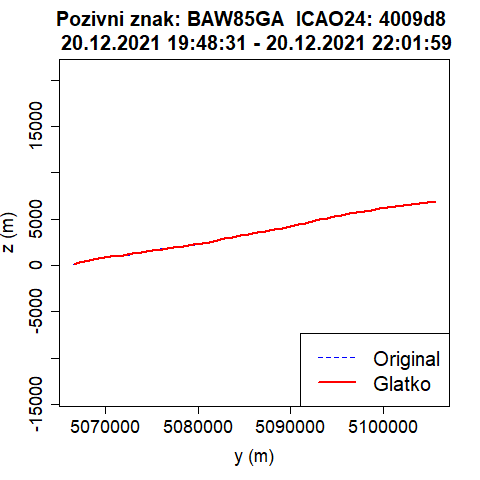 Pozivni znak: BAW85GA  ICAO24: 4009d8
20.12.2021 19:48:31 - 20.12.2021 22:01:59
z (m)
15000
5000
0
-5000
-15000
Original
Glatko
5070000 5080000 5090000 5100000
y (m)